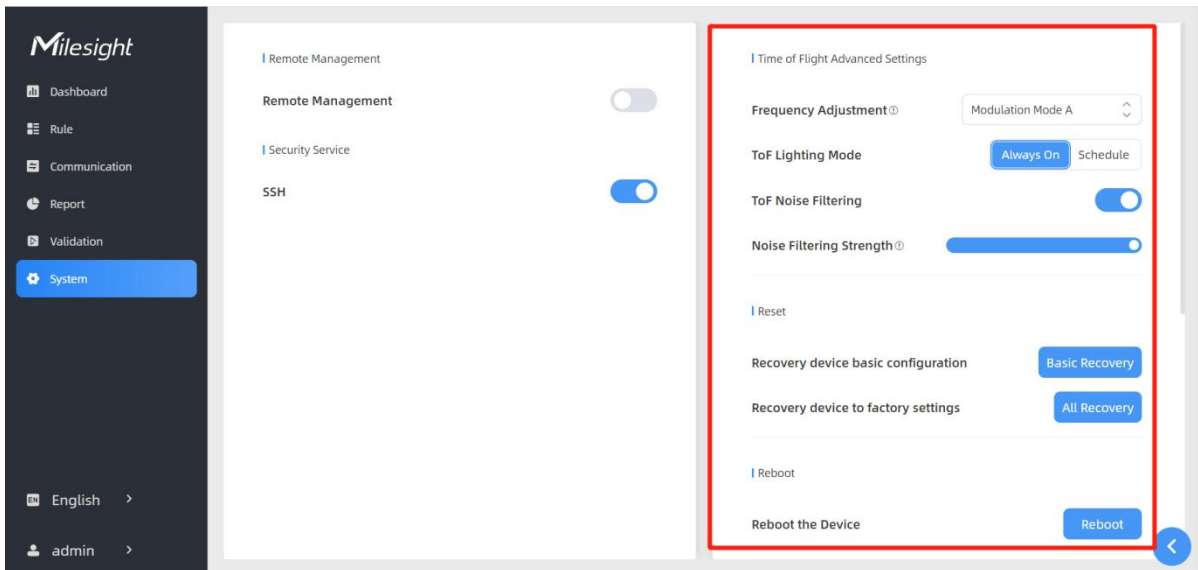 Milesight
Dashboard
Rule
Communication
Report
Validation
System
EN English
admin
Remote Management
Remote Management
Security Service
SSH
Time of Flight Advanced Settings
Frequency Adjustment Modulation Mode A
ToF Lighting Mode Always On Schedule
ToF Noise Filtering
Noise Filtering Strength
Reset
Recovery device basic configuration Basic Recovery
Recovery device to factory settings All Recovery
Reboot
Reboot the Device Reboot